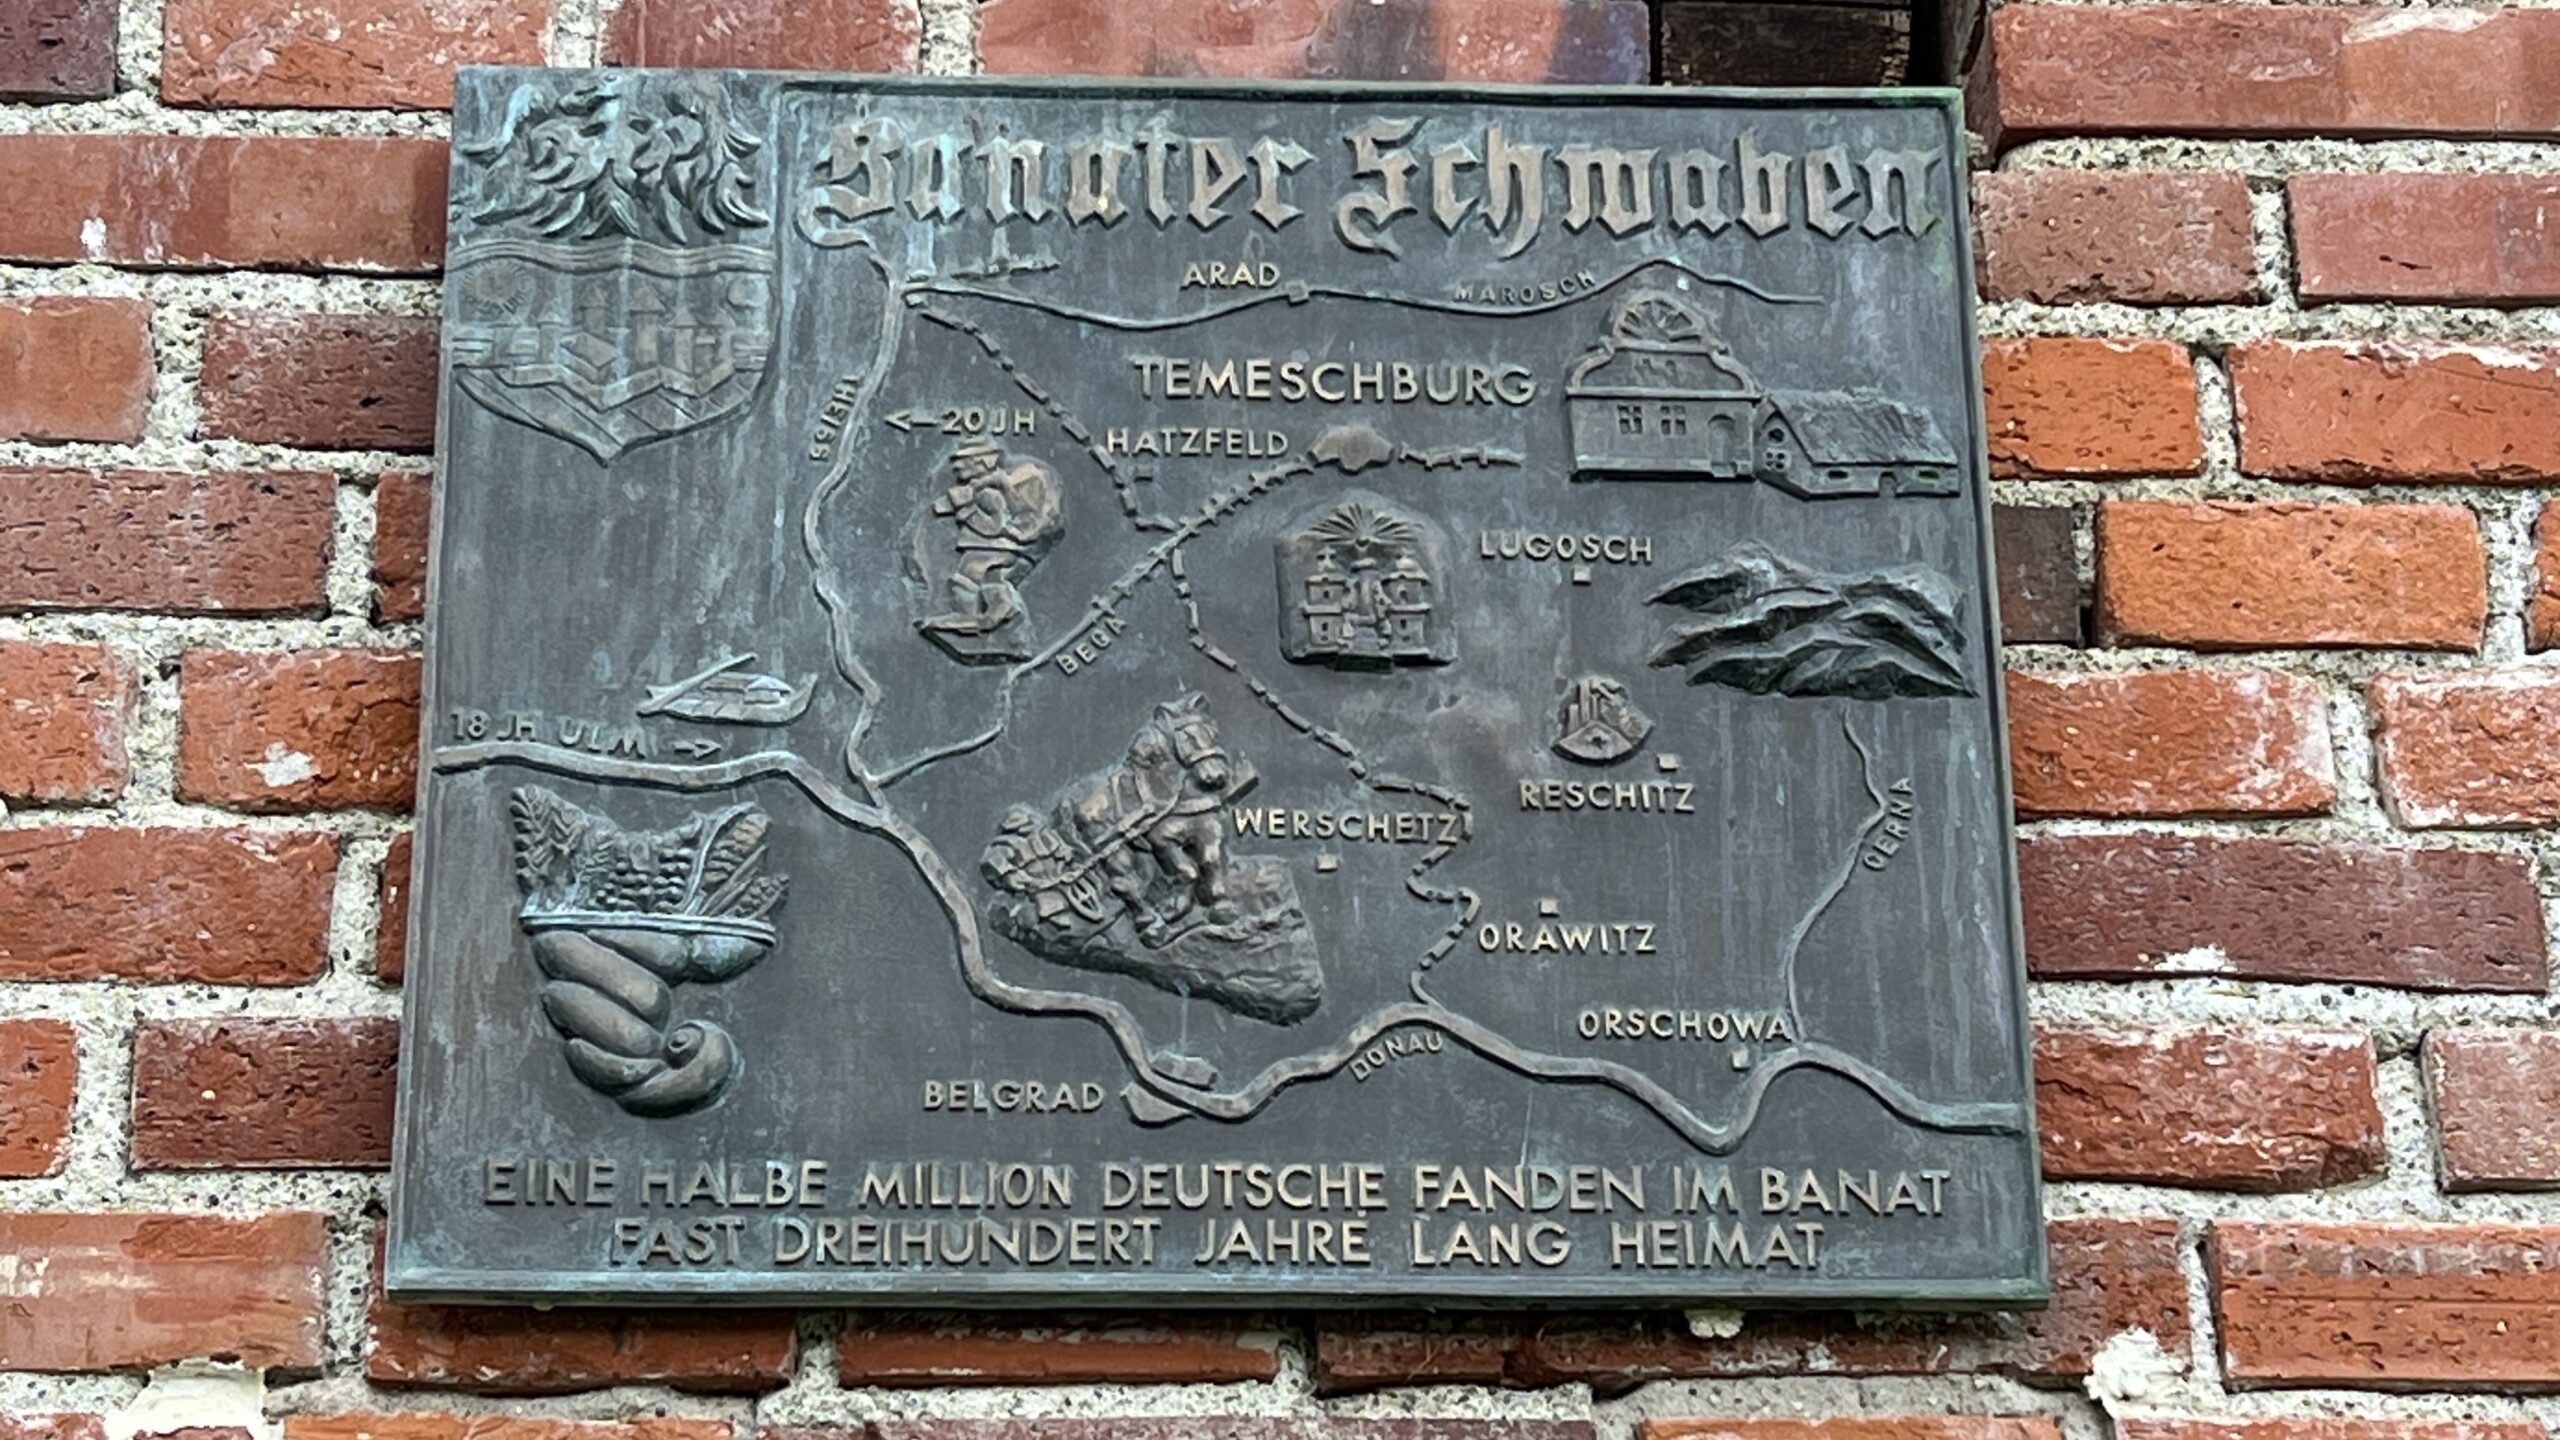 Banater Schwaben
ARAD
MAROSCH
TEMESCHBURG
THEISS
<-20 JH
HATZFELD
LUGOSCH
BEGA
18 JH ULM ->
RESCHITZ
WERSCHETZ
CERNA
ORAWITZ
ORSCHOWA
DONAU
BELGRAD
EINE HALBE MILLION DEUTSCHE FANDEN IM BANAT
FAST DREIHUNDERT JAHRE LANG HEIMAT